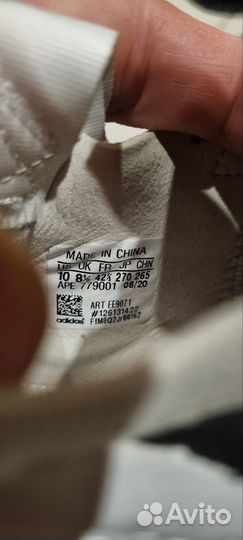 MADE IN CHINA
US UK FR JP CHN
10 8½ 42⅔ 270 265
APE 779001 08/20
ART EE9071
#126131422
adidas
Avito